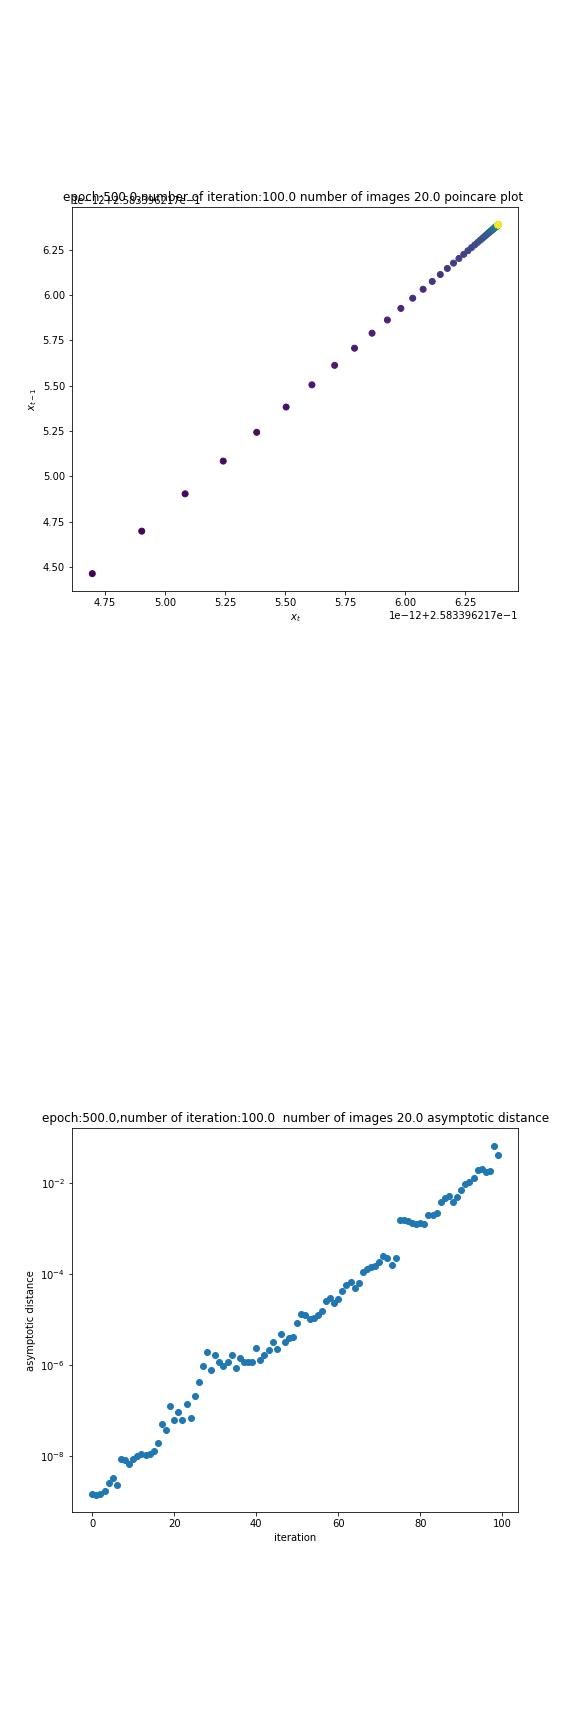 epoch:500.0,number of iteration:100.0 number of images 20.0 poincare plot
1e−12+2.583396217e−1
6.25
6.00
5.75
5.50
5.25
5.00
4.75
4.50
x_{t−1}
4.75 5.00 5.25 5.50 5.75 6.00 6.25
x_t
1e−12+2.583396217e−1
epoch:500.0,number of iteration:100.0 number of images 20.0 asymptotic distance
10^{−2}
10^{−4}
10^{−6}
10^{−8}
asymptotic distance
0 20 40 60 80 100
iteration